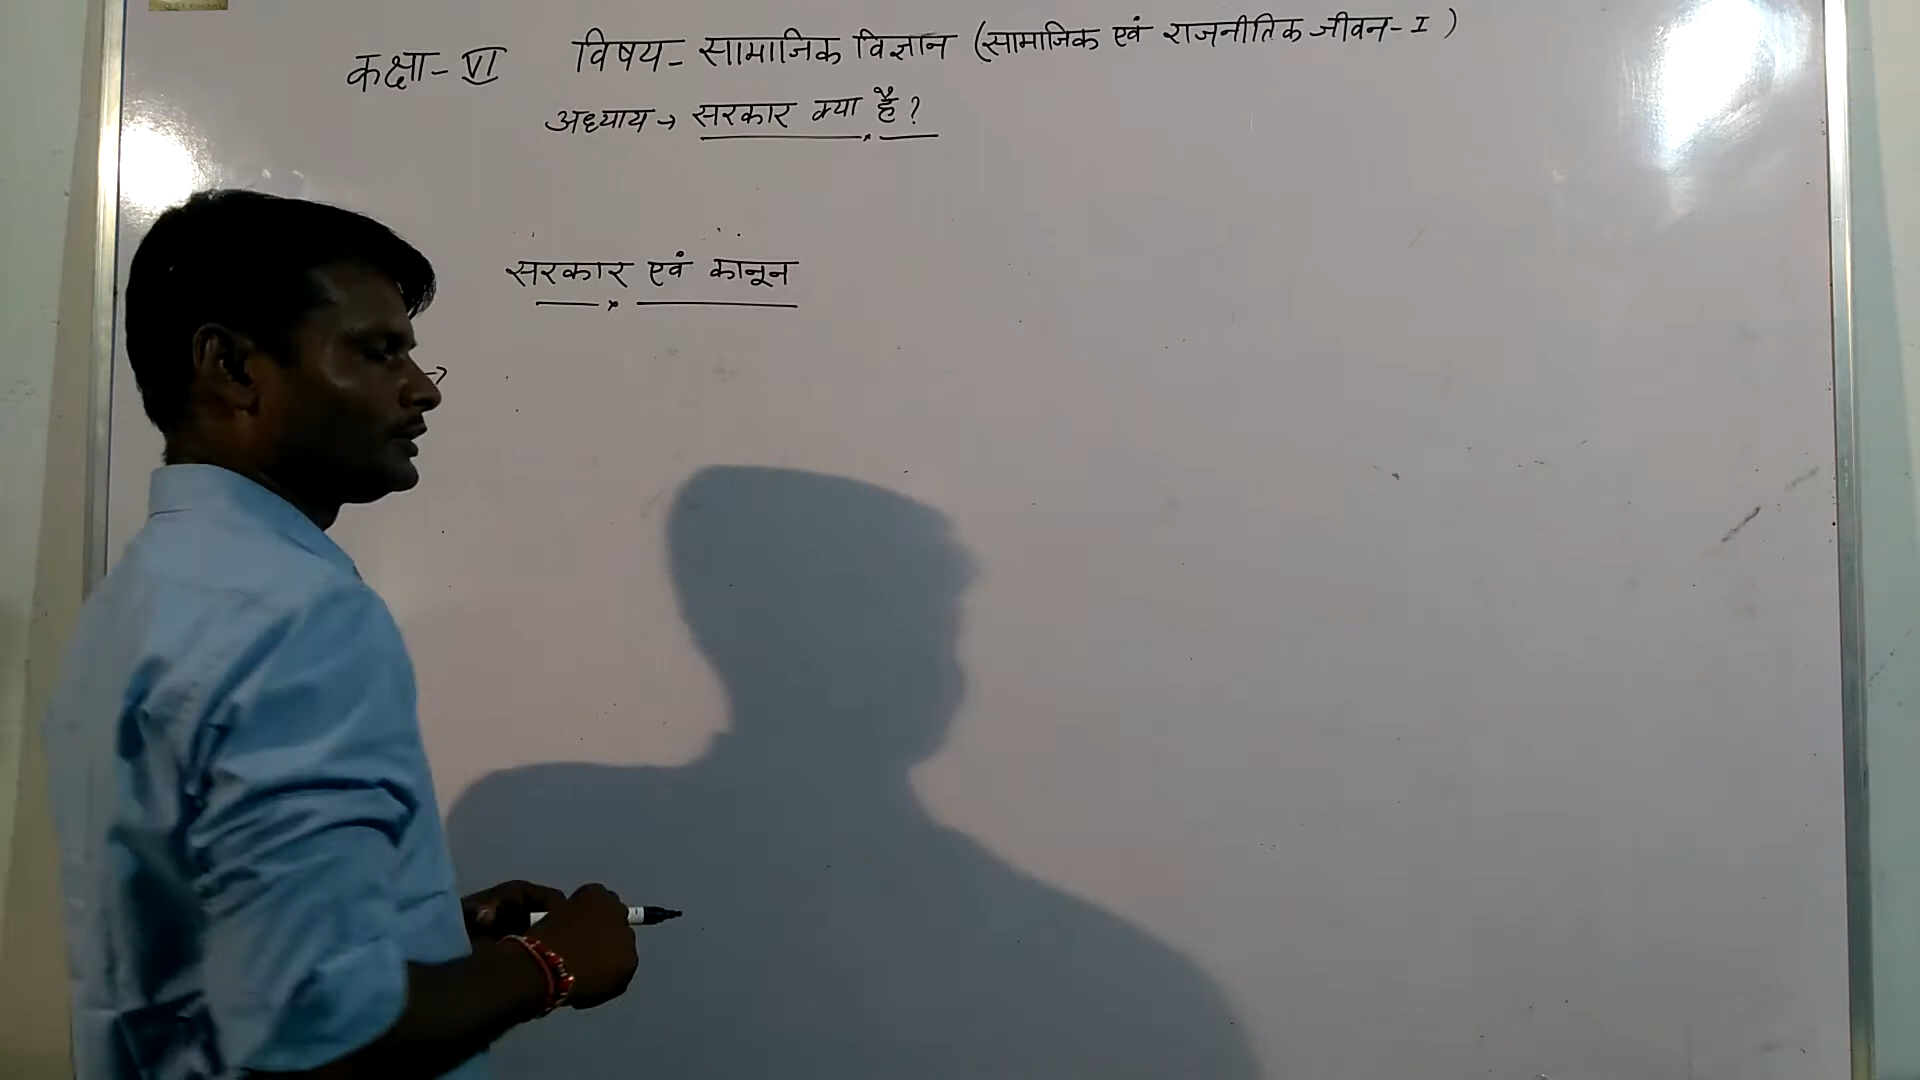 कक्षा- VI विषय- सामाजिक विज्ञान (सामाजिक एवं राजनीतिक जीवन- I )
अध्याय → सरकार क्या है ?
सरकार एवं कानून
→